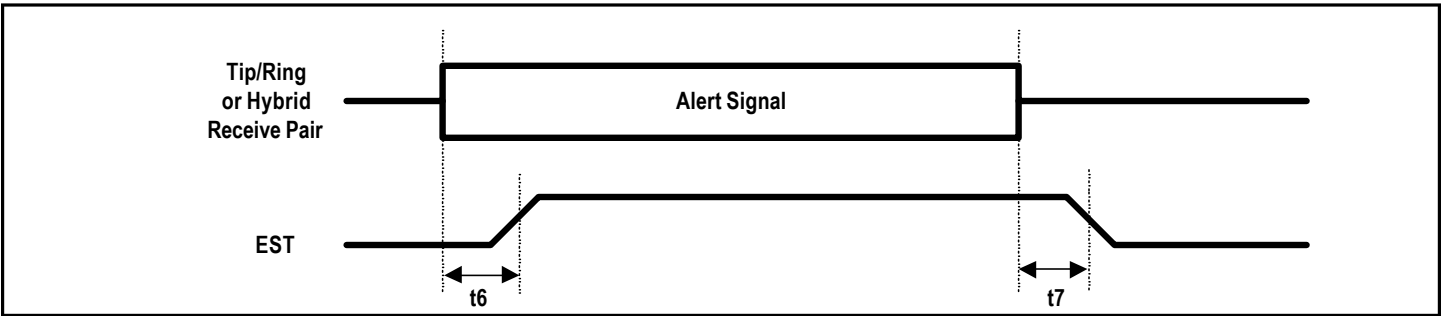 Tip/Ring
or Hybrid
Receive Pair
Alert Signal
EST
t6
t7